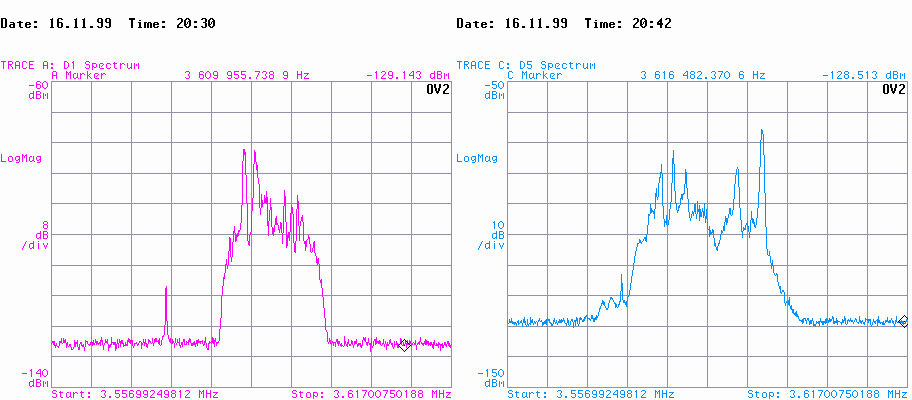 Date: 16.11.99  Time: 20:30
TRACE A: D1 Spectrum
A Marker  3 609 955.738 9 Hz  -129.143 dBm
-60
dBm
OV2
LogMag
8
dB
/div
-140
dBm
Start: 3.55699249812 MHz  Stop: 3.61700750188 MHz
Date: 16.11.99  Time: 20:42
TRACE C: D5 Spectrum
C Marker  3 616 482.370 6 Hz  -128.513 dBm
-50
dBm
OV2
LogMag
10
dB
/div
-150
dBm
Start: 3.55699249812 MHz  Stop: 3.61700750188 MHz